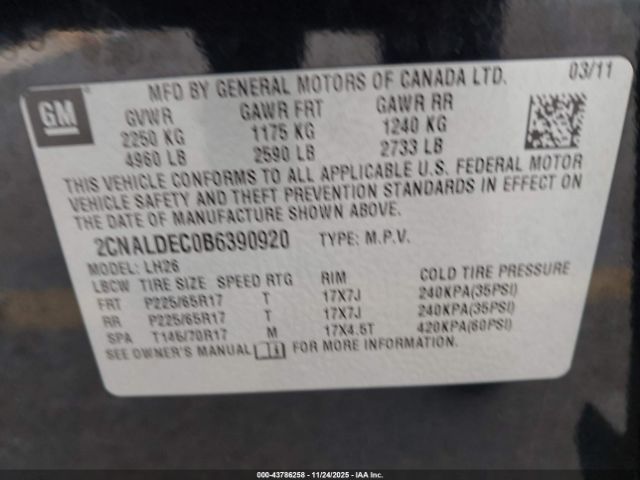 GM
MFD BY GENERAL MOTORS OF CANADA LTD. 03/11
GVWR GAWR FRT GAWR RR
2250 KG 1175 KG 1240 KG
4960 LB 2590 LB 2733 LB
THIS VEHICLE CONFORMS TO ALL APPLICABLE U.S. FEDERAL MOTOR
VEHICLE SAFETY AND THEFT PREVENTION STANDARDS IN EFFECT ON
THE DATE OF MANUFACTURE SHOWN ABOVE.
2CNALDEC0B6390920 TYPE: M.P.V.
MODEL: LH26
LBCW TIRE SIZE SPEED RTG RIM COLD TIRE PRESSURE
FRT P225/65R17 T 17X7J 240KPA(35PSI)
RR P225/65R17 T 17X7J 240KPA(35PSI)
SPA T145/70R17 M 17X4.5T 420KPA(60PSI)
SEE OWNER'S MANUAL FOR MORE INFORMATION.
000-43786258 - 11/24/2025 - IAA Inc.